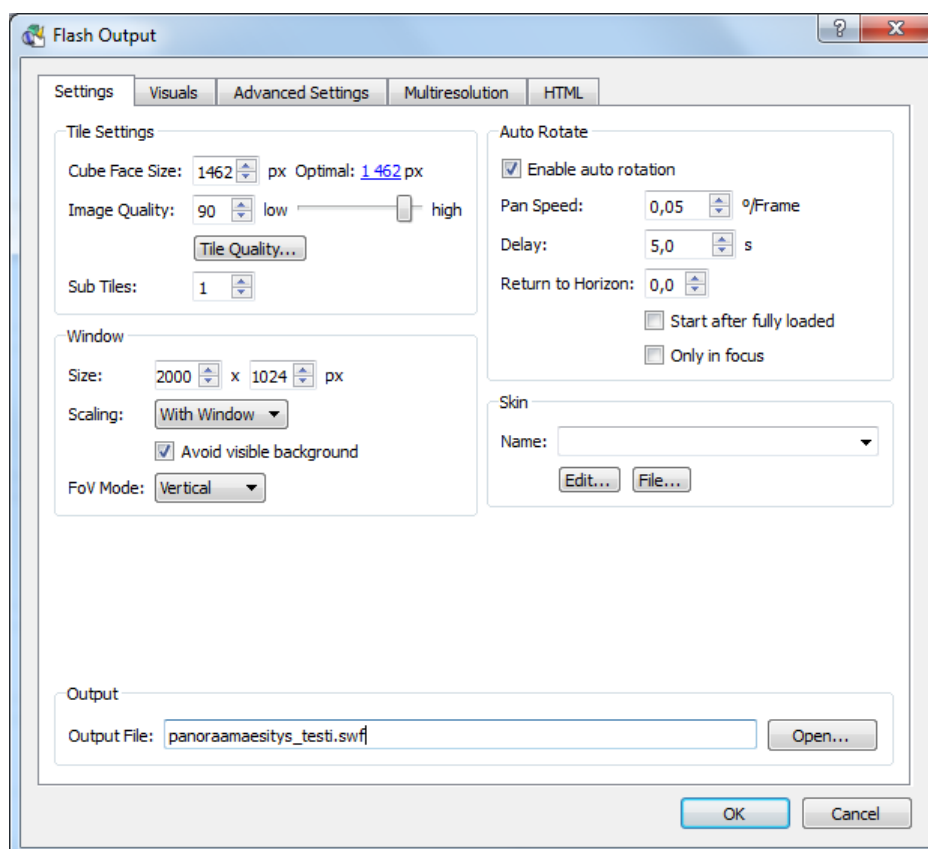 Flash Output
Settings Visuals Advanced Settings Multiresolution HTML
Tile Settings
Cube Face Size: 1462 px Optimal: 1 462 px
Image Quality: 90 low high
Tile Quality...
Sub Tiles: 1
Window
Size: 2000 x 1024 px
Scaling: With Window
Avoid visible background
FoV Mode: Vertical
Auto Rotate
Enable auto rotation
Pan Speed: 0,05 º/Frame
Delay: 5,0 s
Return to Horizon: 0,0
Start after fully loaded
Only in focus
Skin
Name:
Edit... File...
Output
Output File: panoraamaesitys_testi.swf Open...
OK Cancel